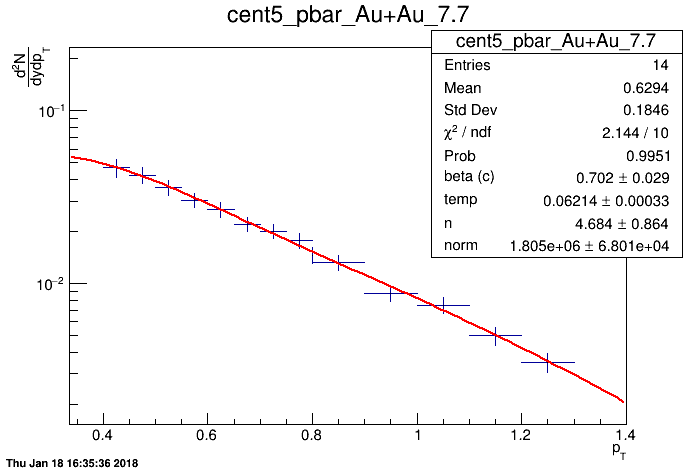 cent5_pbar_Au+Au_7.7
d²N
dydp_T
cent5_pbar_Au+Au_7.7
Entries 14
Mean 0.6294
Std Dev 0.1846
χ² / ndf 2.144 / 10
Prob 0.9951
beta (c) 0.702 ± 0.029
temp 0.06214 ± 0.00033
n 4.684 ± 0.864
norm 1.805e+06 ± 6.801e+04
10⁻¹
10⁻²
0.4 0.6 0.8 1 1.2 1.4
p_T
Thu Jan 18 16:35:36 2018